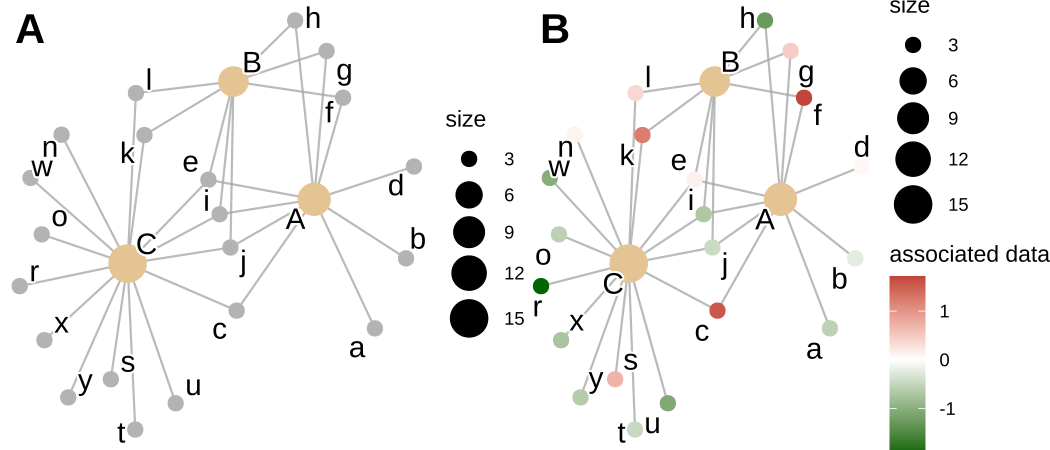 A
h
B
l
g
f
k
n
w
e
d
i
A
o
C
b
j
r
x
c
a
s
y
u
t
size
3
6
9
12
15
B
h
B
l
g
f
n
k
e
d
w
i
A
o
j
C
b
r
x
c
a
s
y
u
t
size
3
6
9
12
15
associated data
1
0
-1